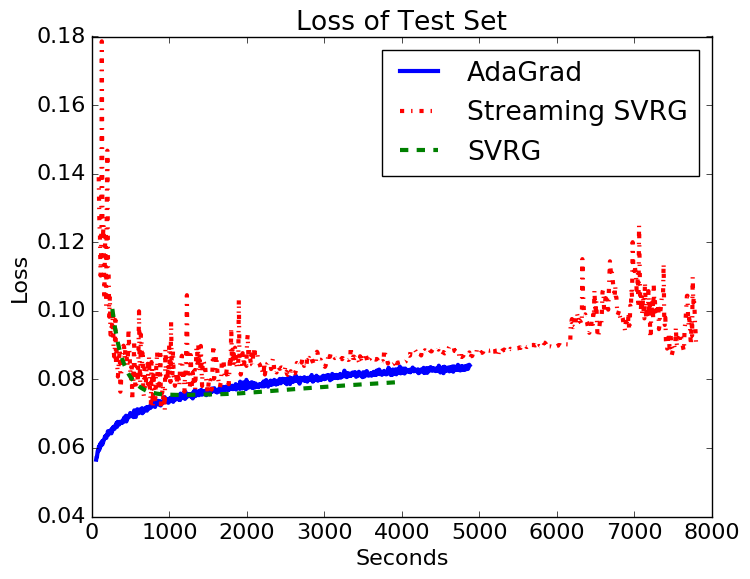 Loss of Test Set
0.18
0.16
0.14
0.12
0.10
0.08
0.06
0.04
Loss
AdaGrad
Streaming SVRG
SVRG
0 1000 2000 3000 4000 5000 6000 7000 8000
Seconds